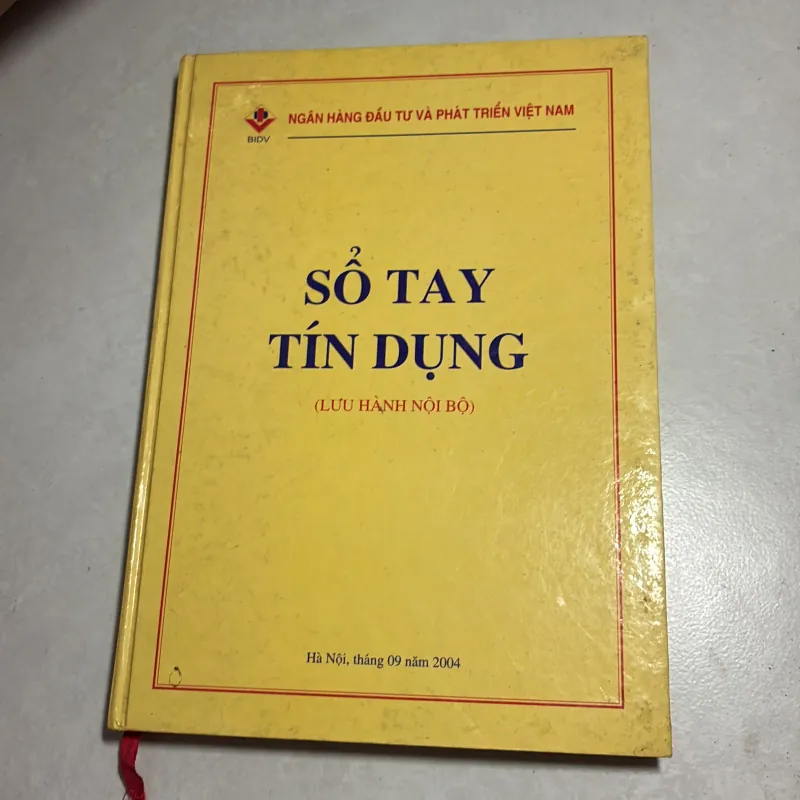 BIDV
NGÂN HÀNG ĐẦU TƯ VÀ PHÁT TRIỂN VIỆT NAM
SỔ TAY
TÍN DỤNG
(LƯU HÀNH NỘI BỘ)
Hà Nội, tháng 09 năm 2004